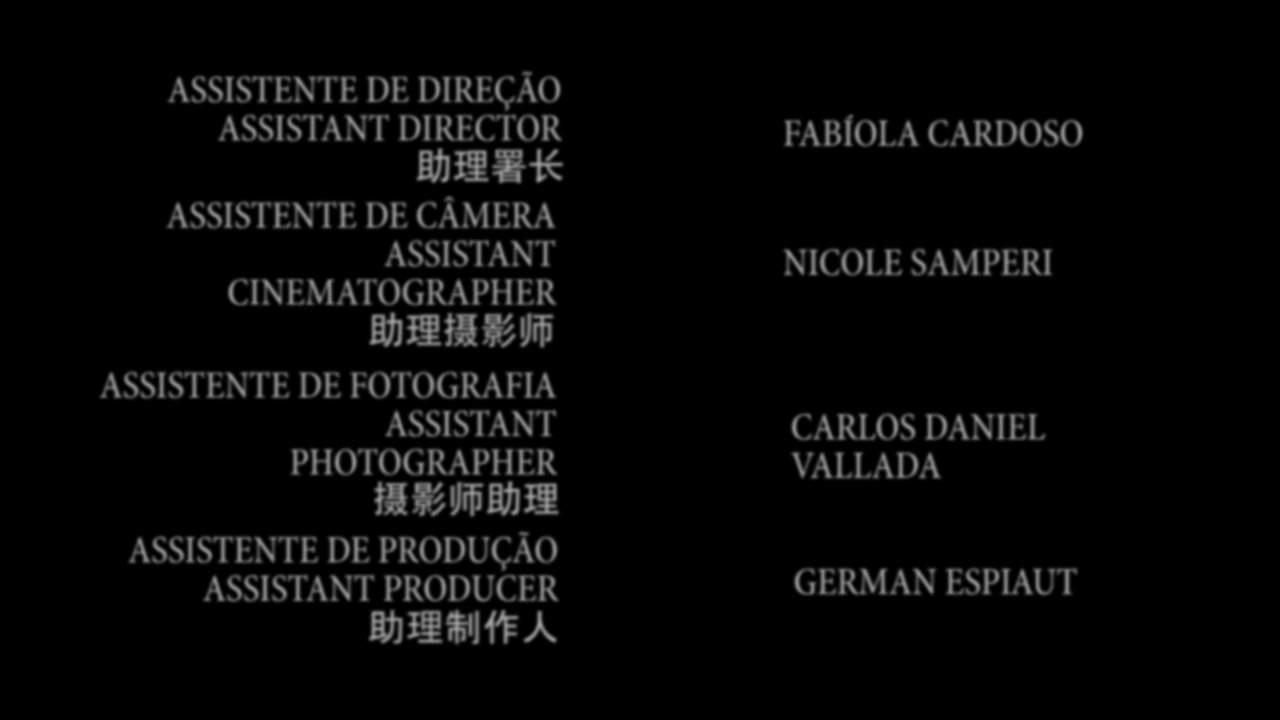 ASSISTENTE DE DIREÇÃO
ASSISTANT DIRECTOR
助理署长
FABÍOLA CARDOSO
ASSISTENTE DE CÂMERA
ASSISTANT
CINEMATOGRAPHER
助理摄影师
NICOLE SAMPERI
ASSISTENTE DE FOTOGRAFIA
ASSISTANT
PHOTOGRAPHER
摄影师助理
CARLOS DANIEL
VALLADA
ASSISTENTE DE PRODUÇÃO
ASSISTANT PRODUCER
助理制作人
GERMAN ESPIAUT